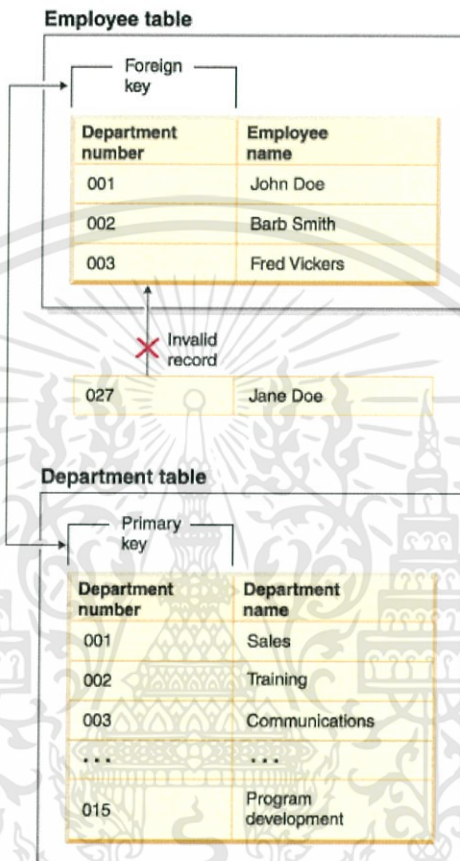 Employee table
Foreign
key
Department
number
Employee
name
001
John Doe
002
Barb Smith
003
Fred Vickers
Invalid
record
027
Jane Doe
Department table
Primary
key
Department
number
Department
name
001
Sales
002
Training
003
Communications
...
...
015
Program
development